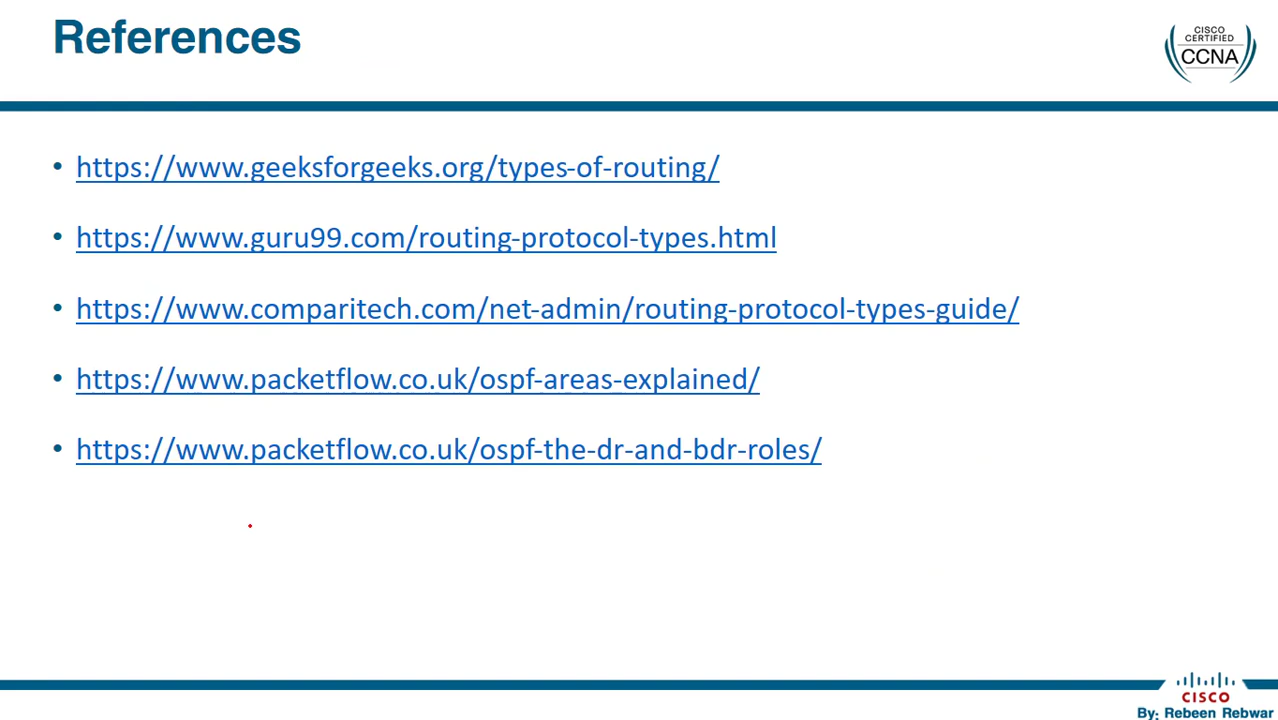 References
CISCO
CERTIFIED
CCNA
• https://www.geeksforgeeks.org/types-of-routing/
• https://www.guru99.com/routing-protocol-types.html
• https://www.comparitech.com/net-admin/routing-protocol-types-guide/
• https://www.packetflow.co.uk/ospf-areas-explained/
• https://www.packetflow.co.uk/ospf-the-dr-and-bdr-roles/
CISCO
By: Rebeen Rebwar